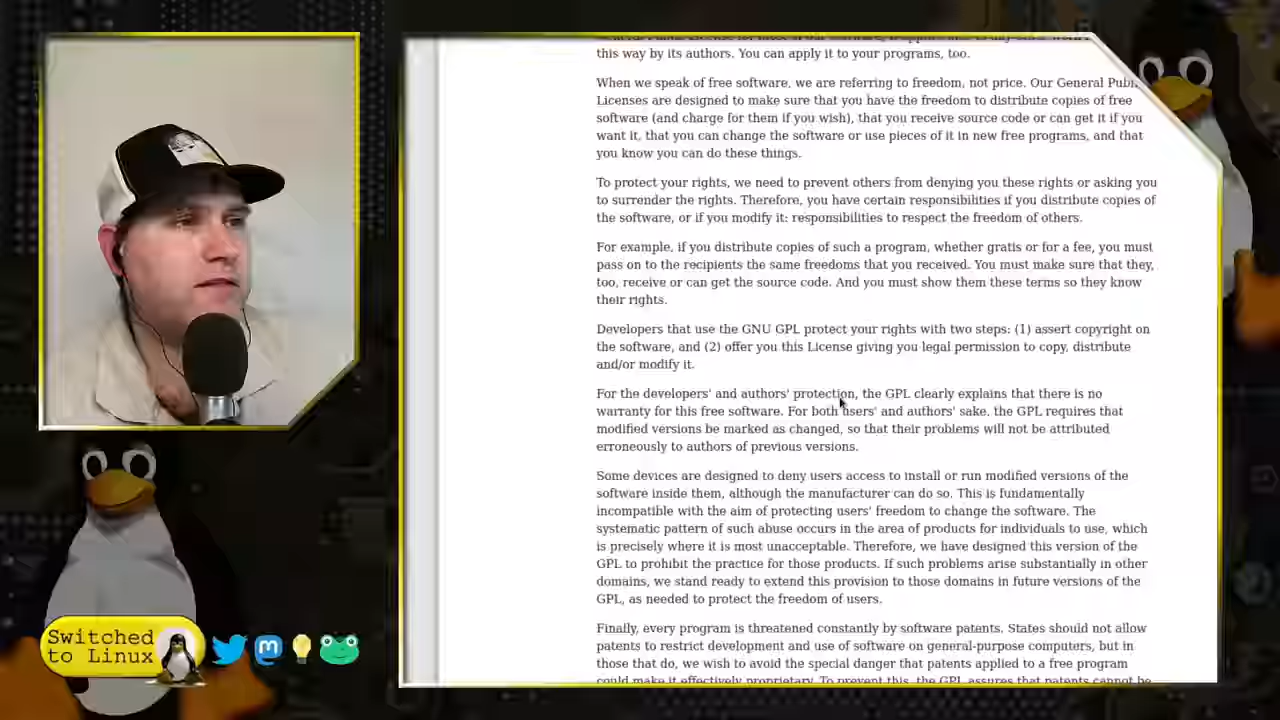 this way by its authors. You can apply it to your programs, too.
When we speak of free software, we are referring to freedom, not price. Our General Publ
Licenses are designed to make sure that you have the freedom to distribute copies of free
software (and charge for them if you wish), that you receive source code or can get it if you
want it, that you can change the software or use pieces of it in new free programs, and that
you know you can do these things.
To protect your rights, we need to prevent others from denying you these rights or asking you
to surrender the rights. Therefore, you have certain responsibilities if you distribute copies of
the software, or if you modify it: responsibilities to respect the freedom of others.
For example, if you distribute copies of such a program, whether gratis or for a fee, you must
pass on to the recipients the same freedoms that you received. You must make sure that they,
too, receive or can get the source code. And you must show them these terms so they know
their rights.
Developers that use the GNU GPL protect your rights with two steps: (1) assert copyright on
the software, and (2) offer you this License giving you legal permission to copy, distribute
and/or modify it.
For the developers' and authors' protection, the GPL clearly explains that there is no
warranty for this free software. For both users' and authors' sake, the GPL requires that
modified versions be marked as changed, so that their problems will not be attributed
erroneously to authors of previous versions.
Some devices are designed to deny users access to install or run modified versions of the
software inside them, although the manufacturer can do so. This is fundamentally
incompatible with the aim of protecting users' freedom to change the software. The
systematic pattern of such abuse occurs in the area of products for individuals to use, which
is precisely where it is most unacceptable. Therefore, we have designed this version of the
GPL to prohibit the practice for those products. If such problems arise substantially in other
domains, we stand ready to extend this provision to those domains in future versions of the
GPL, as needed to protect the freedom of users.
Finally, every program is threatened constantly by software patents. States should not allow
patents to restrict development and use of software on general-purpose computers, but in
those that do, we wish to avoid the special danger that patents applied to a free program
could make it effectively proprietary. To prevent this, the GPL assures that patents cannot be
Switched
to Linux